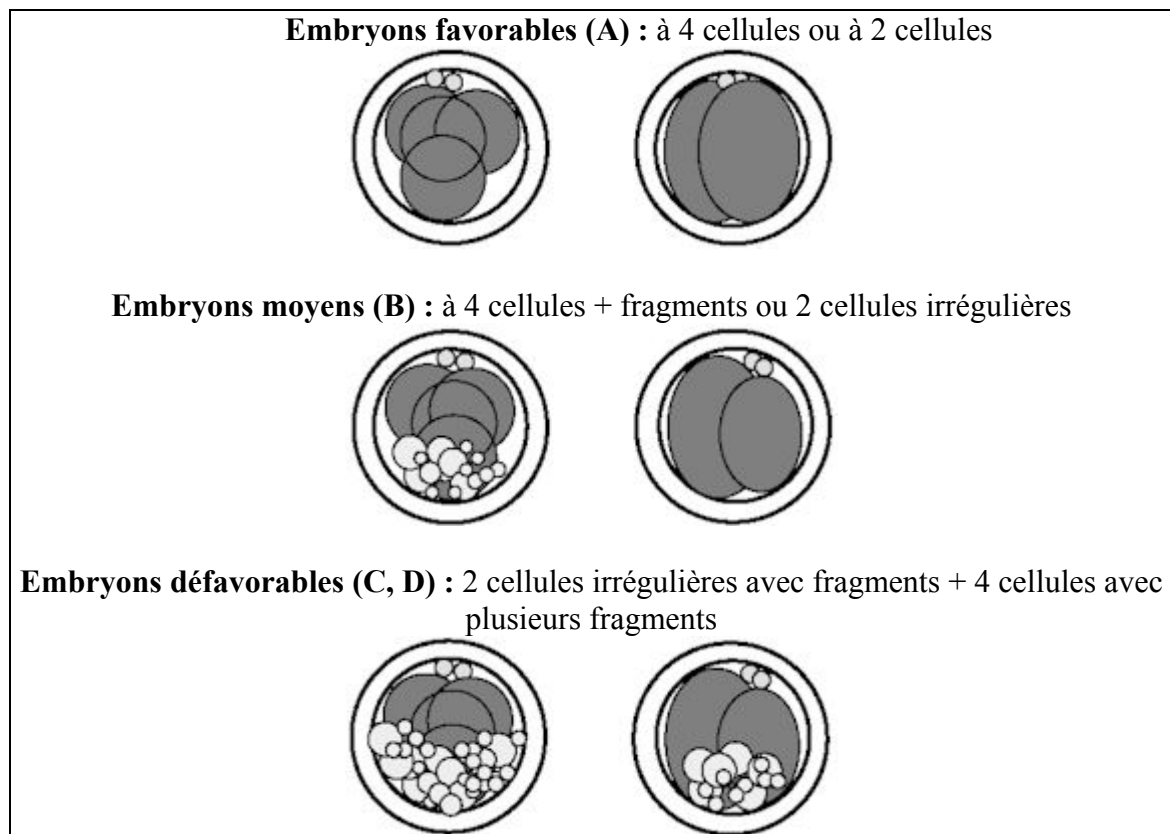 Embryons favorables (A) : à 4 cellules ou à 2 cellules
Embryons moyens (B) : à 4 cellules + fragments ou 2 cellules irrégulières
Embryons défavorables (C, D) : 2 cellules irrégulières avec fragments + 4 cellules avec
plusieurs fragments